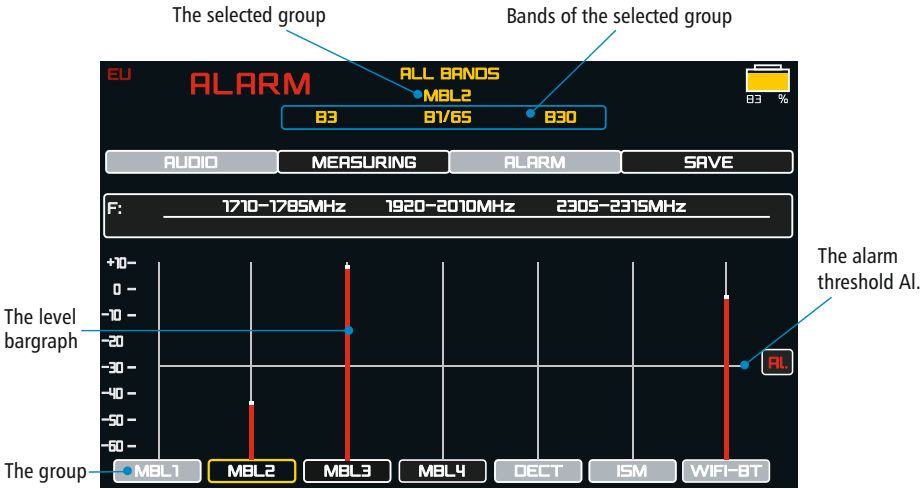 The selected group
Bands of the selected group
EU
ALARM
ALL BANDS
MBL2
B3 B1/65 B30
83 %
AUDIO MEASURING ALARM SAVE
F: 1710-1785MHz 1920-2010MHz 2305-2315MHz
The alarm
threshold Al.
+10-
0 -
-10 -
-20
-30 -
-40 -
-50 -
-60 -
Al.
The level
bargraph
The group
MBL1 MBL2 MBL3 MBL4 DECT ISM WIFI-BT